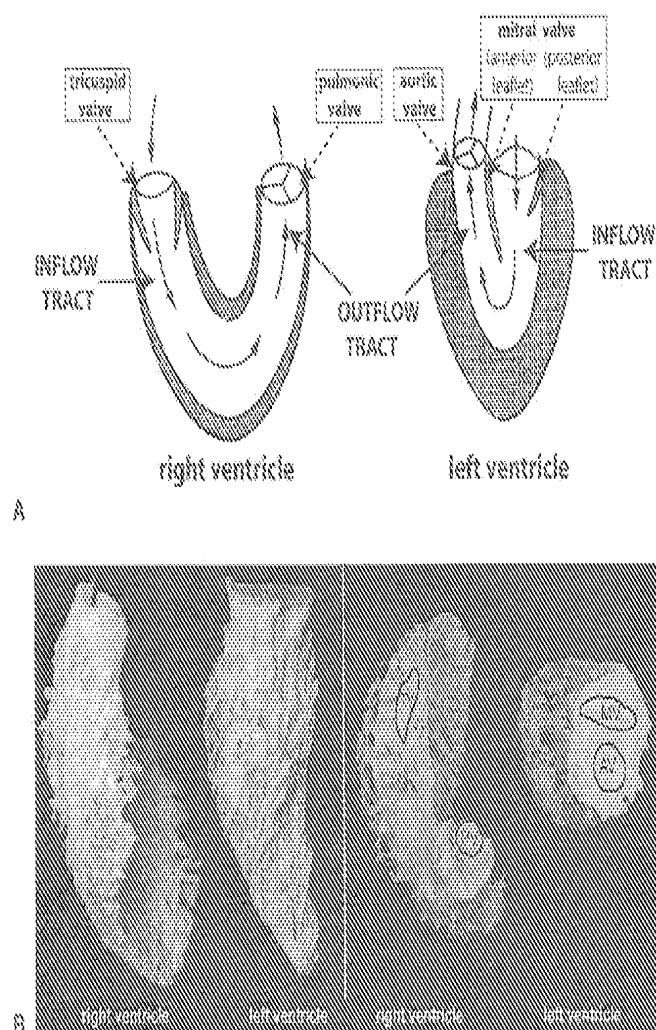 tricuspid
valve
pulmonic
valve
aortic
valve
mitral valve
(anterior (posterior
leaflet) leaflet)
INFLOW
TRACT
OUTFLOW
TRACT
INFLOW
TRACT
right ventricle
left ventricle
A
B
right ventricle
left ventricle
right ventricle
left ventricle